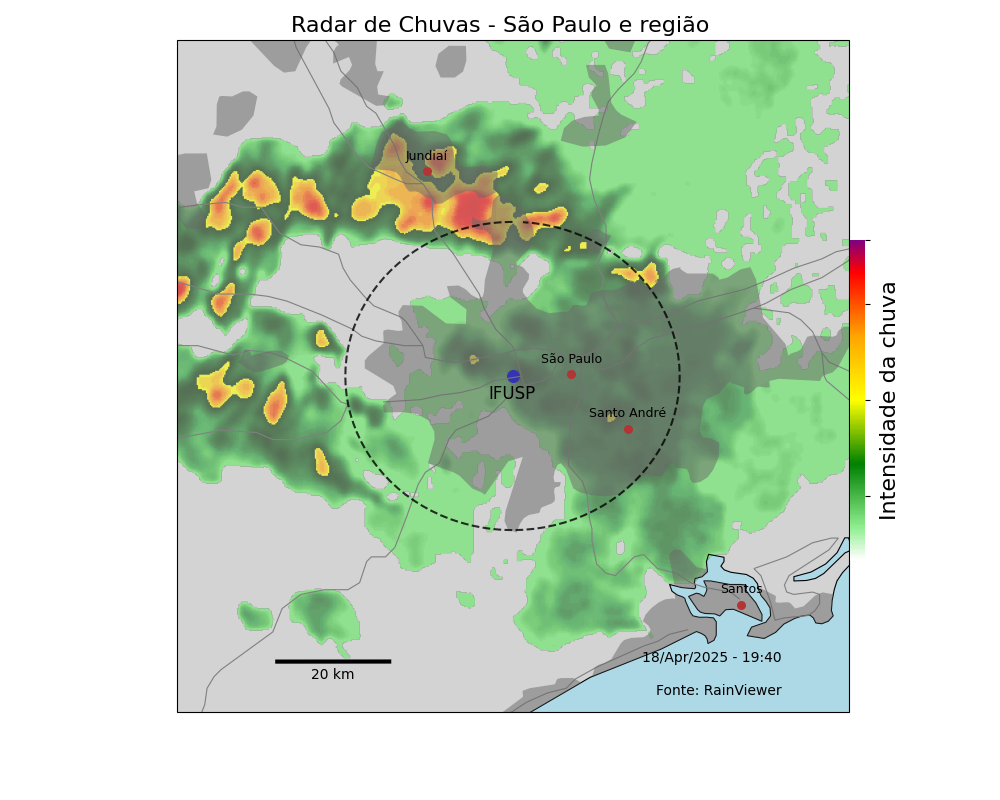 Radar de Chuvas - São Paulo e região
Jundiaí
São Paulo
IFUSP
Santo André
Santos
18/Apr/2025 - 19:40
20 km
Fonte: RainViewer
Intensidade da chuva